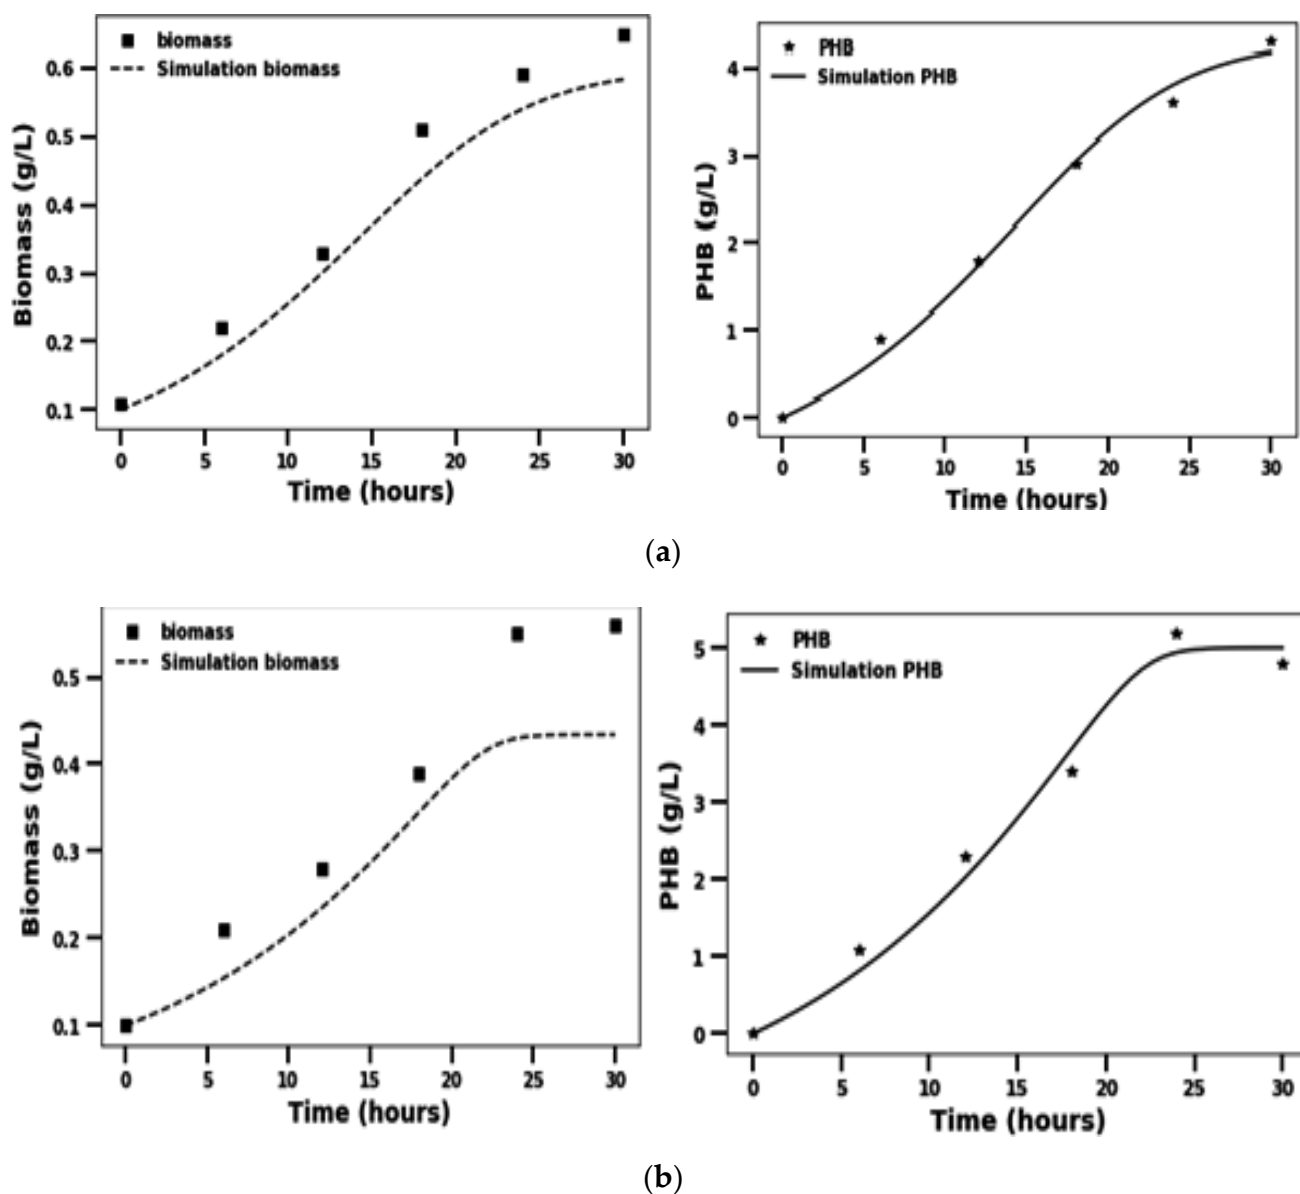 biomass
Simulation biomass
0.6
0.5
0.4
0.3
0.2
0.1
Biomass (g/L)
0 5 10 15 20 25 30
Time (hours)
PHB
Simulation PHB
4
3
2
1
0
PHB (g/L)
0 5 10 15 20 25 30
Time (hours)
(a)
biomass
Simulation biomass
0.5
0.4
0.3
0.2
0.1
Biomass (g/L)
0 5 10 15 20 25 30
Time (hours)
PHB
Simulation PHB
5
4
3
2
1
0
PHB (g/L)
0 5 10 15 20 25 30
Time (hours)
(b)